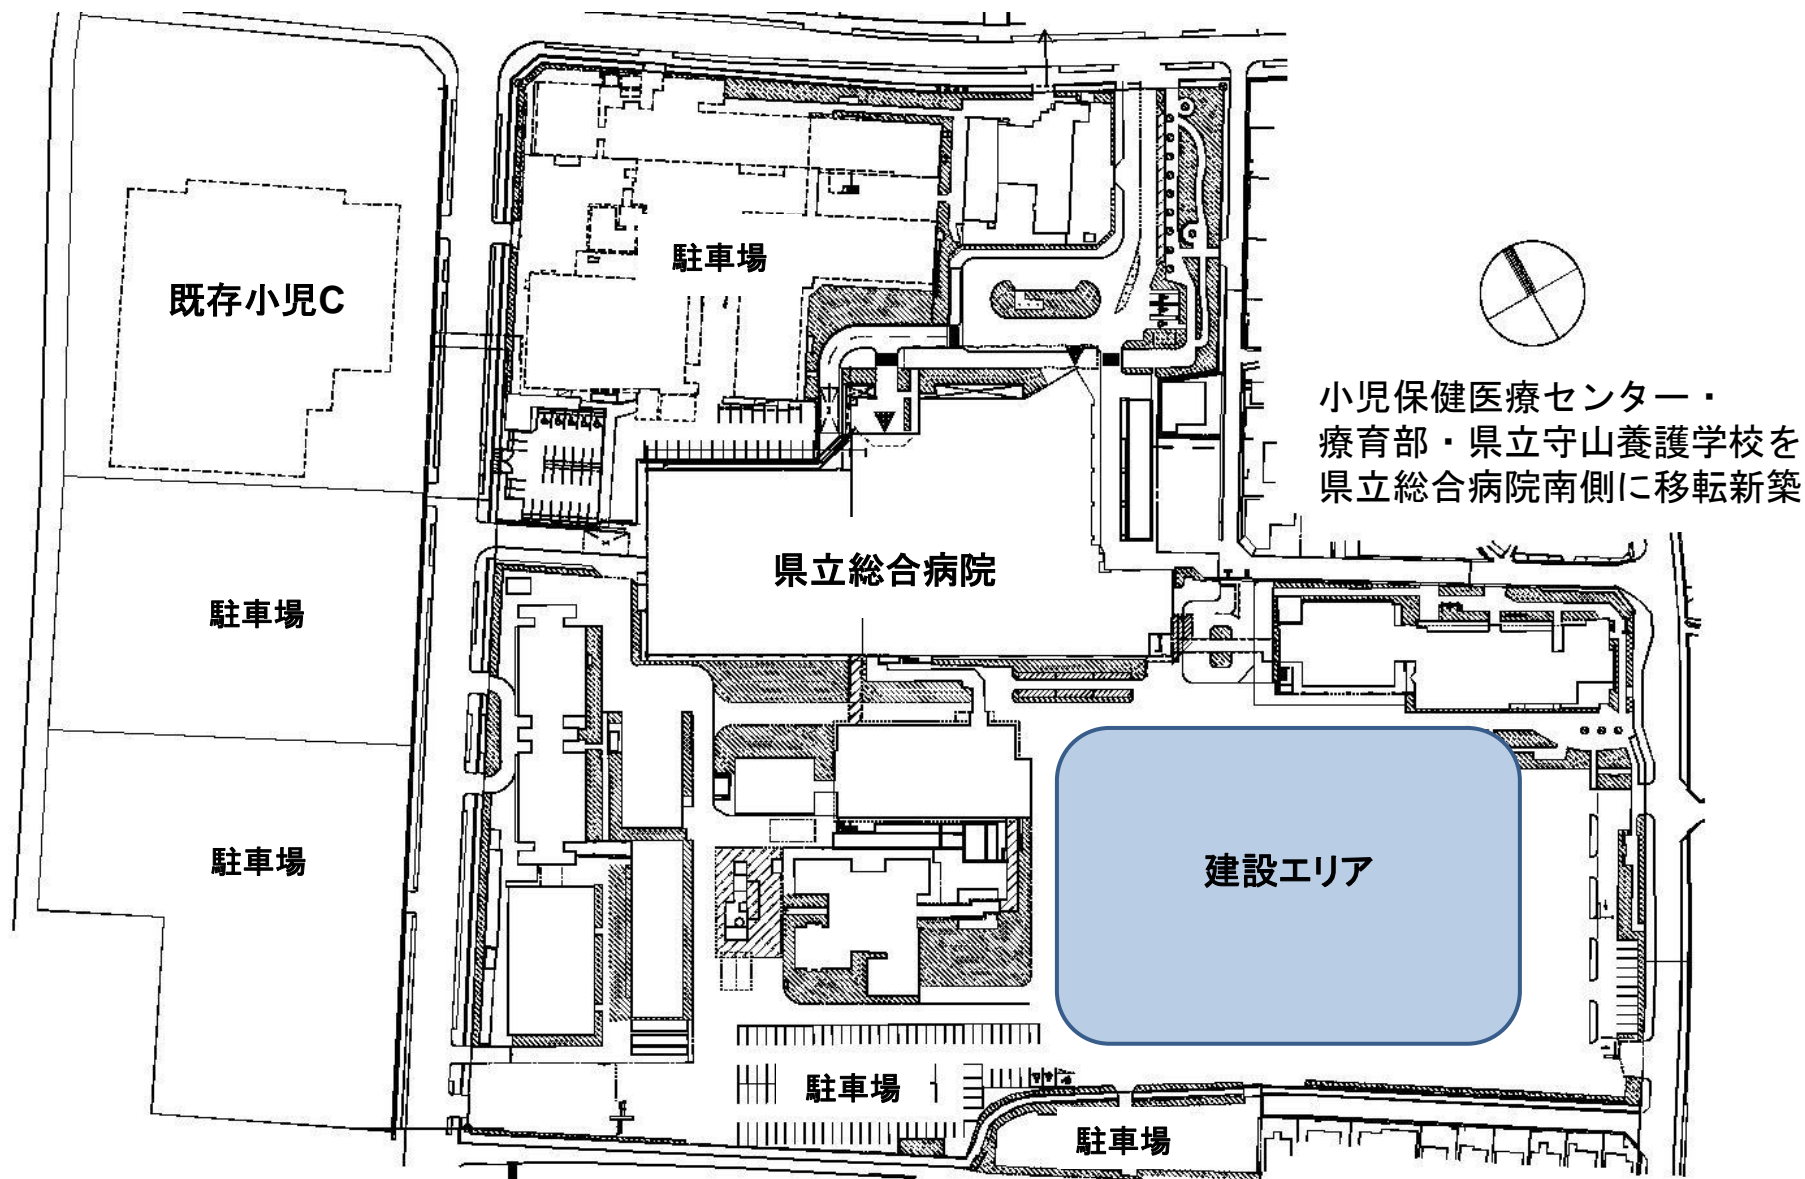 駐車場
既存小児C
小児保健医療センター・
療育部・県立守山養護学校を
県立総合病院南側に移転新築
県立総合病院
駐車場
駐車場
建設エリア
駐車場
駐車場